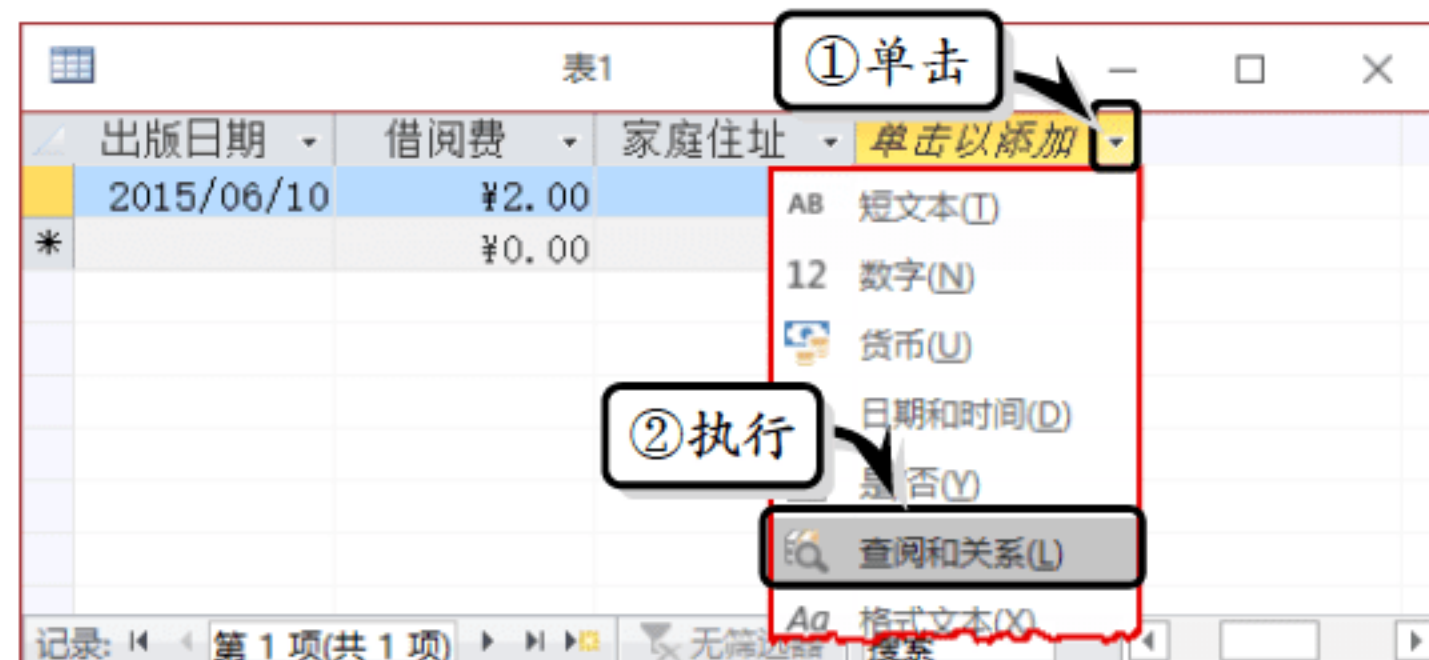 表1
①单击
出版日期 借阅费 家庭住址 单击以添加
2015/06/10 ¥2.00
* ¥0.00
AB 短文本(T)
12 数字(N)
货币(U)
日期和时间(D)
②执行
是/否(Y)
查阅和关系(L)
Aa 格式文本(X)
记录: 第 1 项(共 1 项) 无筛选器 搜索